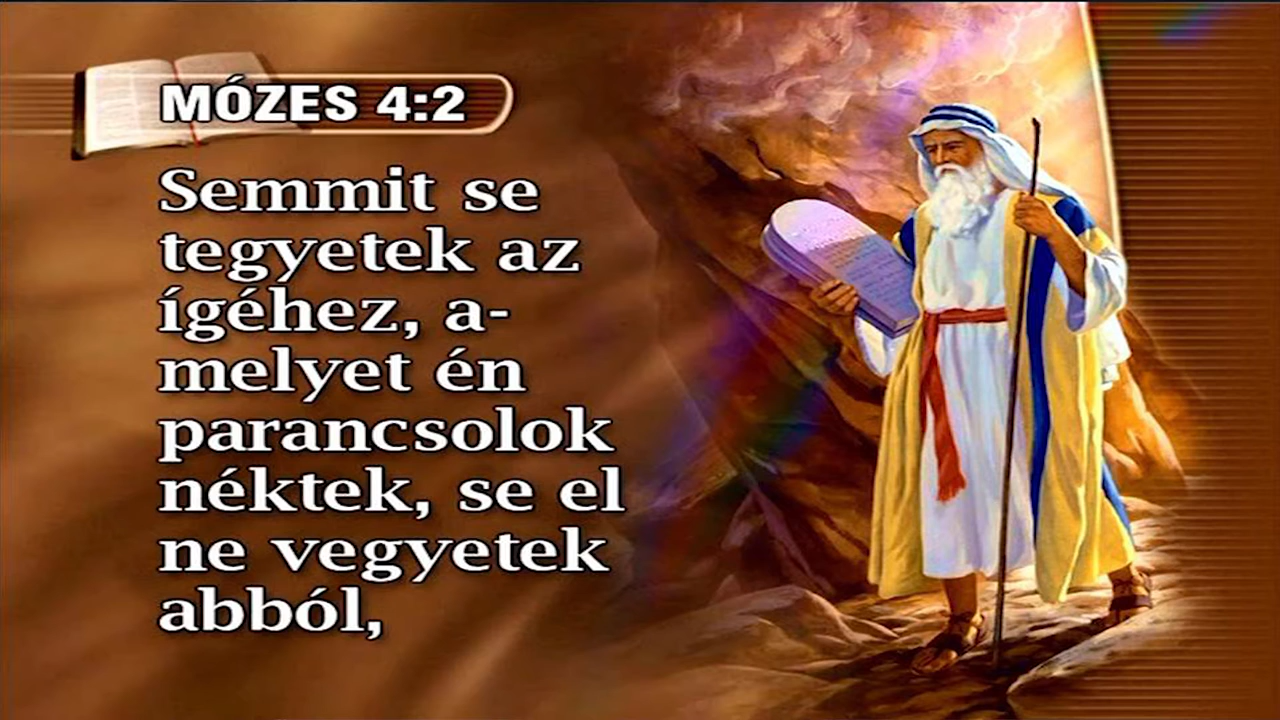 MÓZES 4:2
Semmit se
tegyetek az
ígéhez, a-
melyet én
parancsolok
néktek, se el
ne vegyetek
abból,